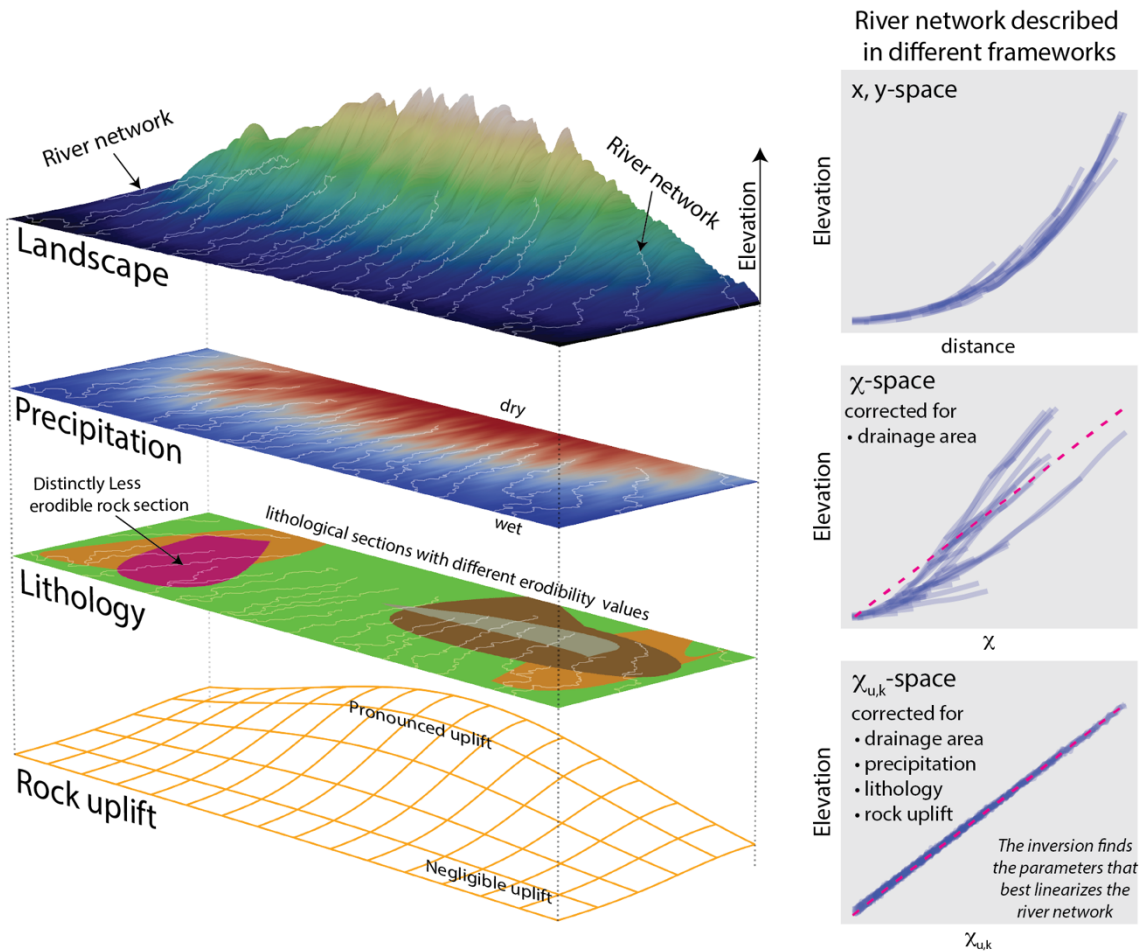 River network
River network
Elevation
Landscape
dry
Precipitation
wet
Distinctly Less
erodible rock section
lithological sections with different erodibility values
Lithology
Pronounced uplift
Rock uplift
Negligible uplift
River network described
in different frameworks
x, y-space
Elevation
distance
χ-space
corrected for
• drainage area
Elevation
χ
χu,k-space
corrected for
• drainage area
• precipitation
• lithology
• rock uplift
Elevation
The inversion finds
the parameters that
best linearizes the
river network
χu,k